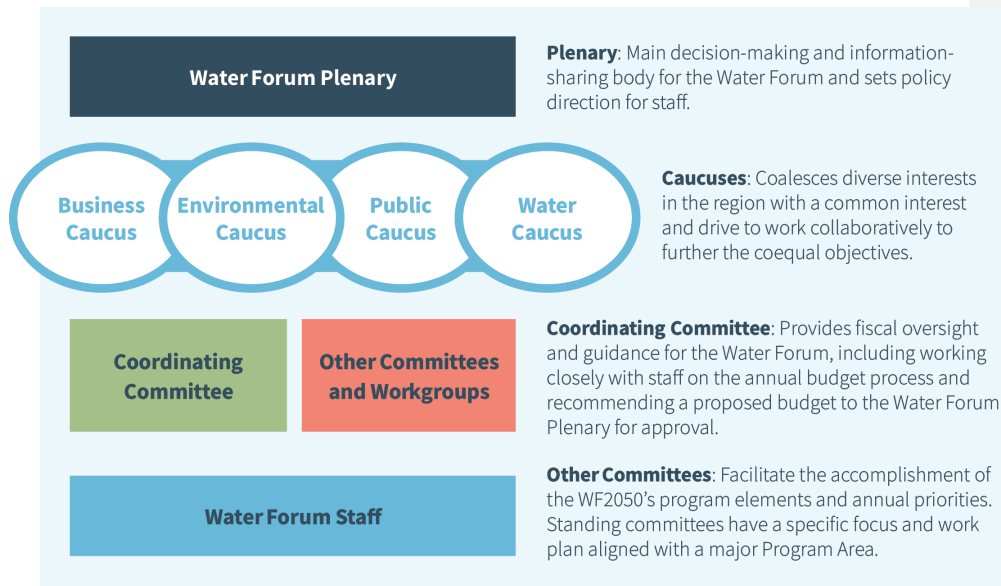 Water Forum Plenary
Plenary: Main decision-making and information-
sharing body for the Water Forum and sets policy
direction for staff.
Business
Caucus
Environmental
Caucus
Public
Caucus
Water
Caucus
Caucuses: Coalesces diverse interests
in the region with a common interest
and drive to work collaboratively to
further the coequal objectives.
Coordinating
Committee
Other Committees
and Workgroups
Coordinating Committee: Provides fiscal oversight
and guidance for the Water Forum, including working
closely with staff on the annual budget process and
recommending a proposed budget to the Water Forum
Plenary for approval.
Water Forum Staff
Other Committees: Facilitate the accomplishment of
the WF2050’s program elements and annual priorities.
Standing committees have a specific focus and work
plan aligned with a major Program Area.